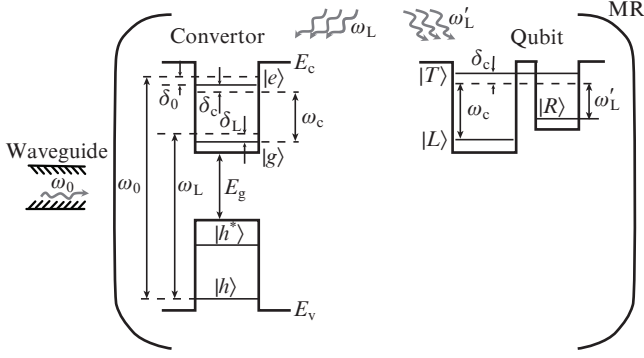 MR
Convertor ω_L ω′_L Qubit
E_c |T⟩ δ_c
|e⟩
δ_0 δ_c ω_c |R⟩ ω′_L
δ_L ω_c
|g⟩ |L⟩
Waveguide
ω_0 ω_0 ω_L E_g
|h*⟩
|h⟩
E_v